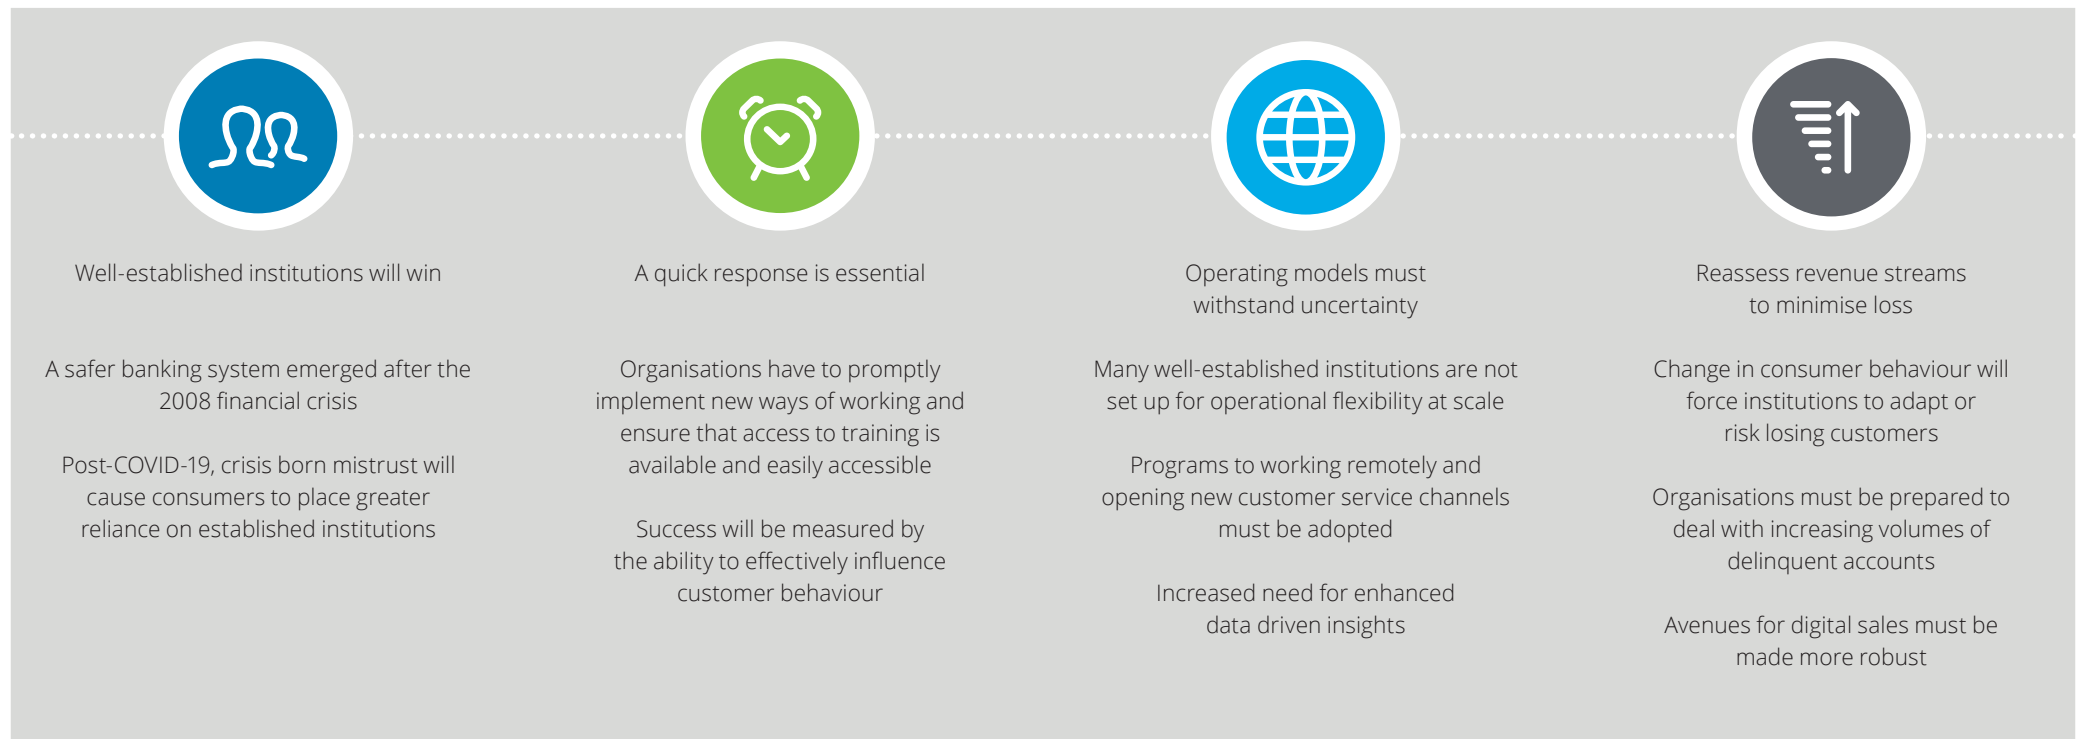 Well-established institutions will win
A safer banking system emerged after the
2008 financial crisis
Post-COVID-19, crisis born mistrust will
cause consumers to place greater
reliance on established institutions
A quick response is essential
Organisations have to promptly
implement new ways of working and
ensure that access to training is
available and easily accessible
Success will be measured by
the ability to effectively influence
customer behaviour
Operating models must
withstand uncertainty
Many well-established institutions are not
set up for operational flexibility at scale
Programs to working remotely and
opening new customer service channels
must be adopted
Increased need for enhanced
data driven insights
Reassess revenue streams
to minimise loss
Change in consumer behaviour will
force institutions to adapt or
risk losing customers
Organisations must be prepared to
deal with increasing volumes of
delinquent accounts
Avenues for digital sales must be
made more robust